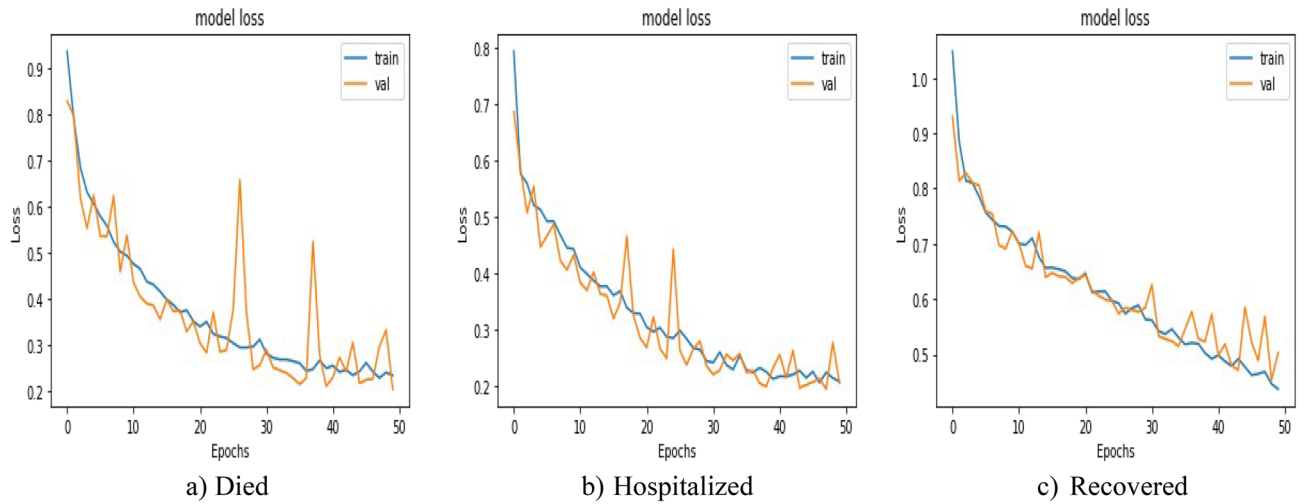 model loss
train
val
0.9
0.8
0.7
0.6
0.5
0.4
0.3
0.2
Loss
0 10 20 30 40 50
Epochs
a) Died
model loss
train
val
0.8
0.7
0.6
0.5
0.4
0.3
0.2
Loss
0 10 20 30 40 50
Epochs
b) Hospitalized
model loss
train
val
1.0
0.9
0.8
0.7
0.6
0.5
Loss
0 10 20 30 40 50
Epochs
c) Recovered